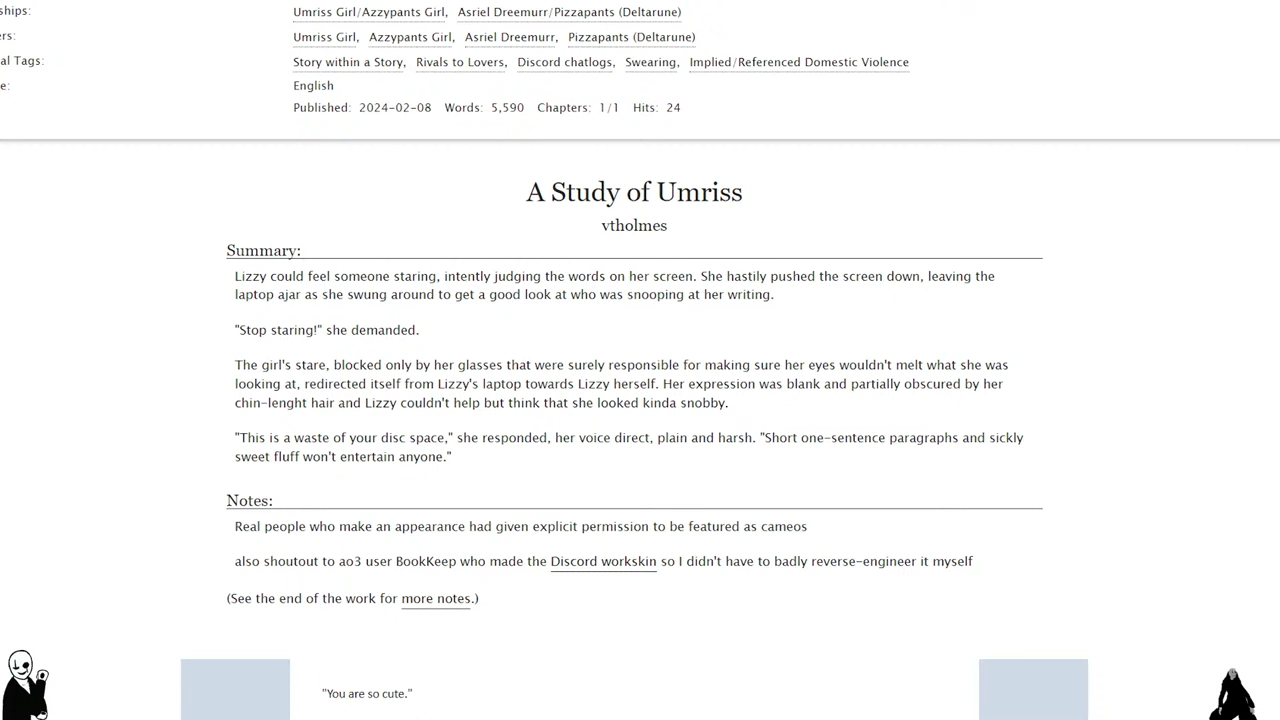 ships: Umriss Girl/Azzypants Girl, Asriel Dreemurr/Pizzapants (Deltarune)
rs: Umriss Girl, Azzypants Girl, Asriel Dreemurr, Pizzapants (Deltarune)
al Tags: Story within a Story, Rivals to Lovers, Discord chatlogs, Swearing, Implied/Referenced Domestic Violence
e: English
Published: 2024-02-08 Words: 5,590 Chapters: 1/1 Hits: 24
A Study of Umriss
vtholmes
Summary:
Lizzy could feel someone staring, intently judging the words on her screen. She hastily pushed the screen down, leaving the
laptop ajar as she swung around to get a good look at who was snooping at her writing.
"Stop staring!" she demanded.
The girl's stare, blocked only by her glasses that were surely responsible for making sure her eyes wouldn't melt what she was
looking at, redirected itself from Lizzy's laptop towards Lizzy herself. Her expression was blank and partially obscured by her
chin-lenght hair and Lizzy couldn't help but think that she looked kinda snobby.
"This is a waste of your disc space," she responded, her voice direct, plain and harsh. "Short one-sentence paragraphs and sickly
sweet fluff won't entertain anyone."
Notes:
Real people who make an appearance had given explicit permission to be featured as cameos
also shoutout to ao3 user BookKeep who made the Discord workskin so I didn't have to badly reverse-engineer it myself
(See the end of the work for more notes.)
"You are so cute."